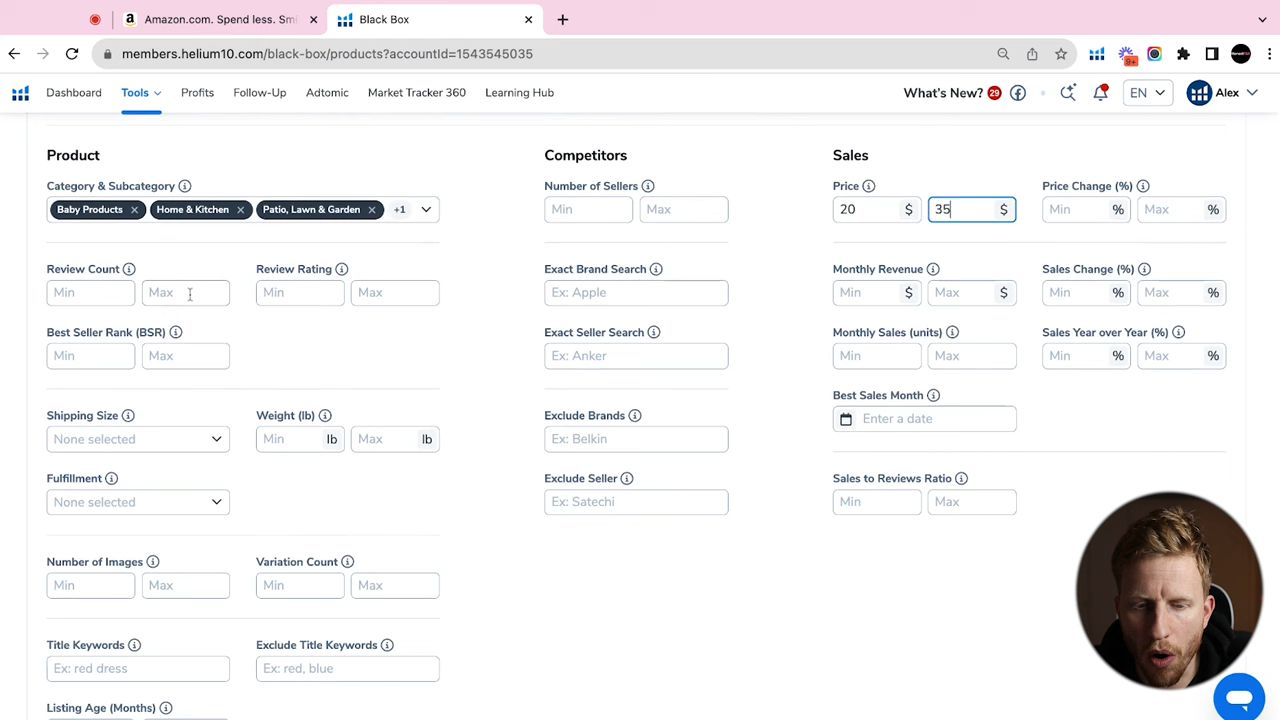 Amazon.com. Spend less. Smi
Black Box
members.helium10.com/black-box/products?accountId=1543545035
9+
Dashboard
Tools
Profits
Follow-Up
Adtomic
Market Tracker 360
Learning Hub
What's New?
29
EN
Alex
Product
Category & Subcategory
Baby Products
Home & Kitchen
Patio, Lawn & Garden
+1
Review Count
Review Rating
Min
Max
Min
Max
Best Seller Rank (BSR)
Min
Max
Shipping Size
Weight (lb)
None selected
Min
lb
Max
lb
Fulfillment
None selected
Number of Images
Variation Count
Min
Max
Min
Max
Title Keywords
Exclude Title Keywords
Ex: red dress
Ex: red, blue
Listing Age (Months)
Competitors
Number of Sellers
Min
Max
Exact Brand Search
Ex: Apple
Exact Seller Search
Ex: Anker
Exclude Brands
Ex: Belkin
Exclude Seller
Ex: Satechi
Sales
Price
Price Change (%)
20
$
35
$
Min
%
Max
%
Monthly Revenue
Sales Change (%)
Min
$
Max
$
Min
%
Max
%
Monthly Sales (units)
Sales Year over Year (%)
Min
Max
Min
%
Max
%
Best Sales Month
Enter a date
Sales to Reviews Ratio
Min
Max